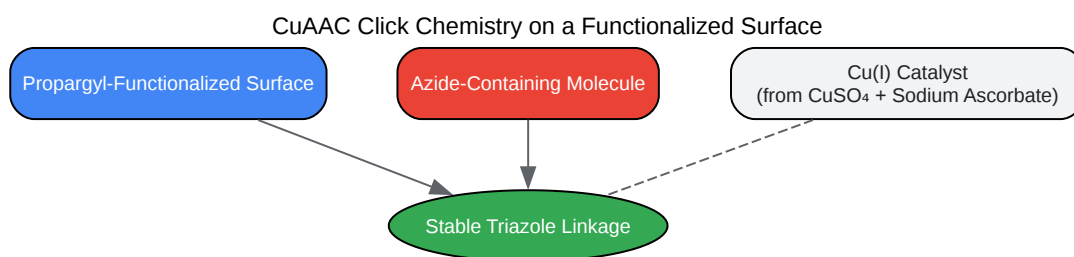 CuAAC Click Chemistry on a Functionalized Surface
Propargyl-Functionalized Surface
Azide-Containing Molecule
Cu(I) Catalyst
(from CuSO₄ + Sodium Ascorbate)
Stable Triazole Linkage